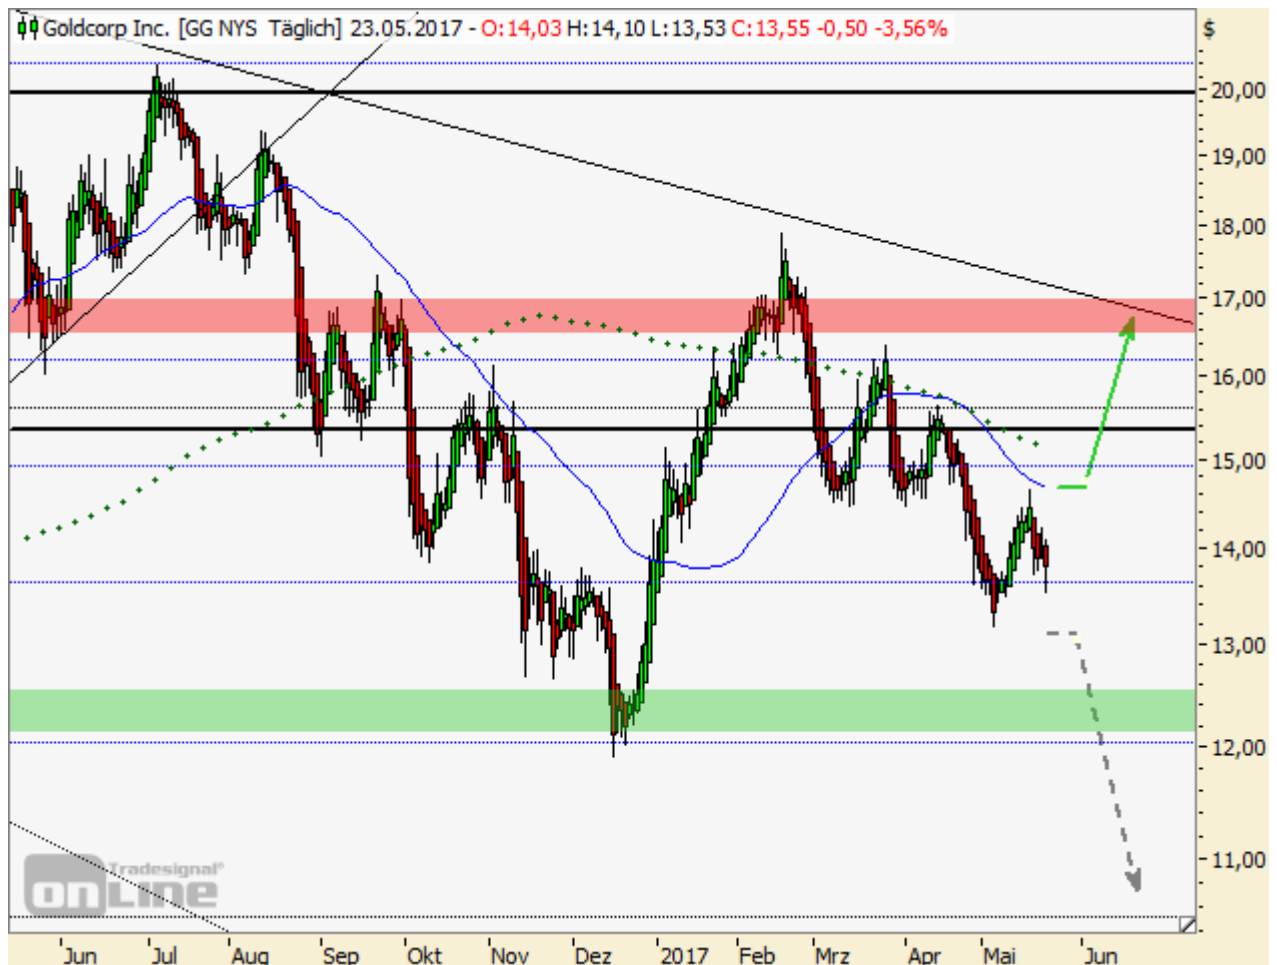 Goldcorp Inc. [GG NYS Täglich] 23.05.2017 - O:14,03 H:14,10 L:13,53 C:13,55 -0,50 -3,56%
$
20,00
19,00
18,00
17,00
16,00
15,00
14,00
13,00
12,00
11,00
Tradesignal®
online
Jun Jul Aug Sep Okt Nov Dez 2017 Feb Mrz Apr Mai Jun